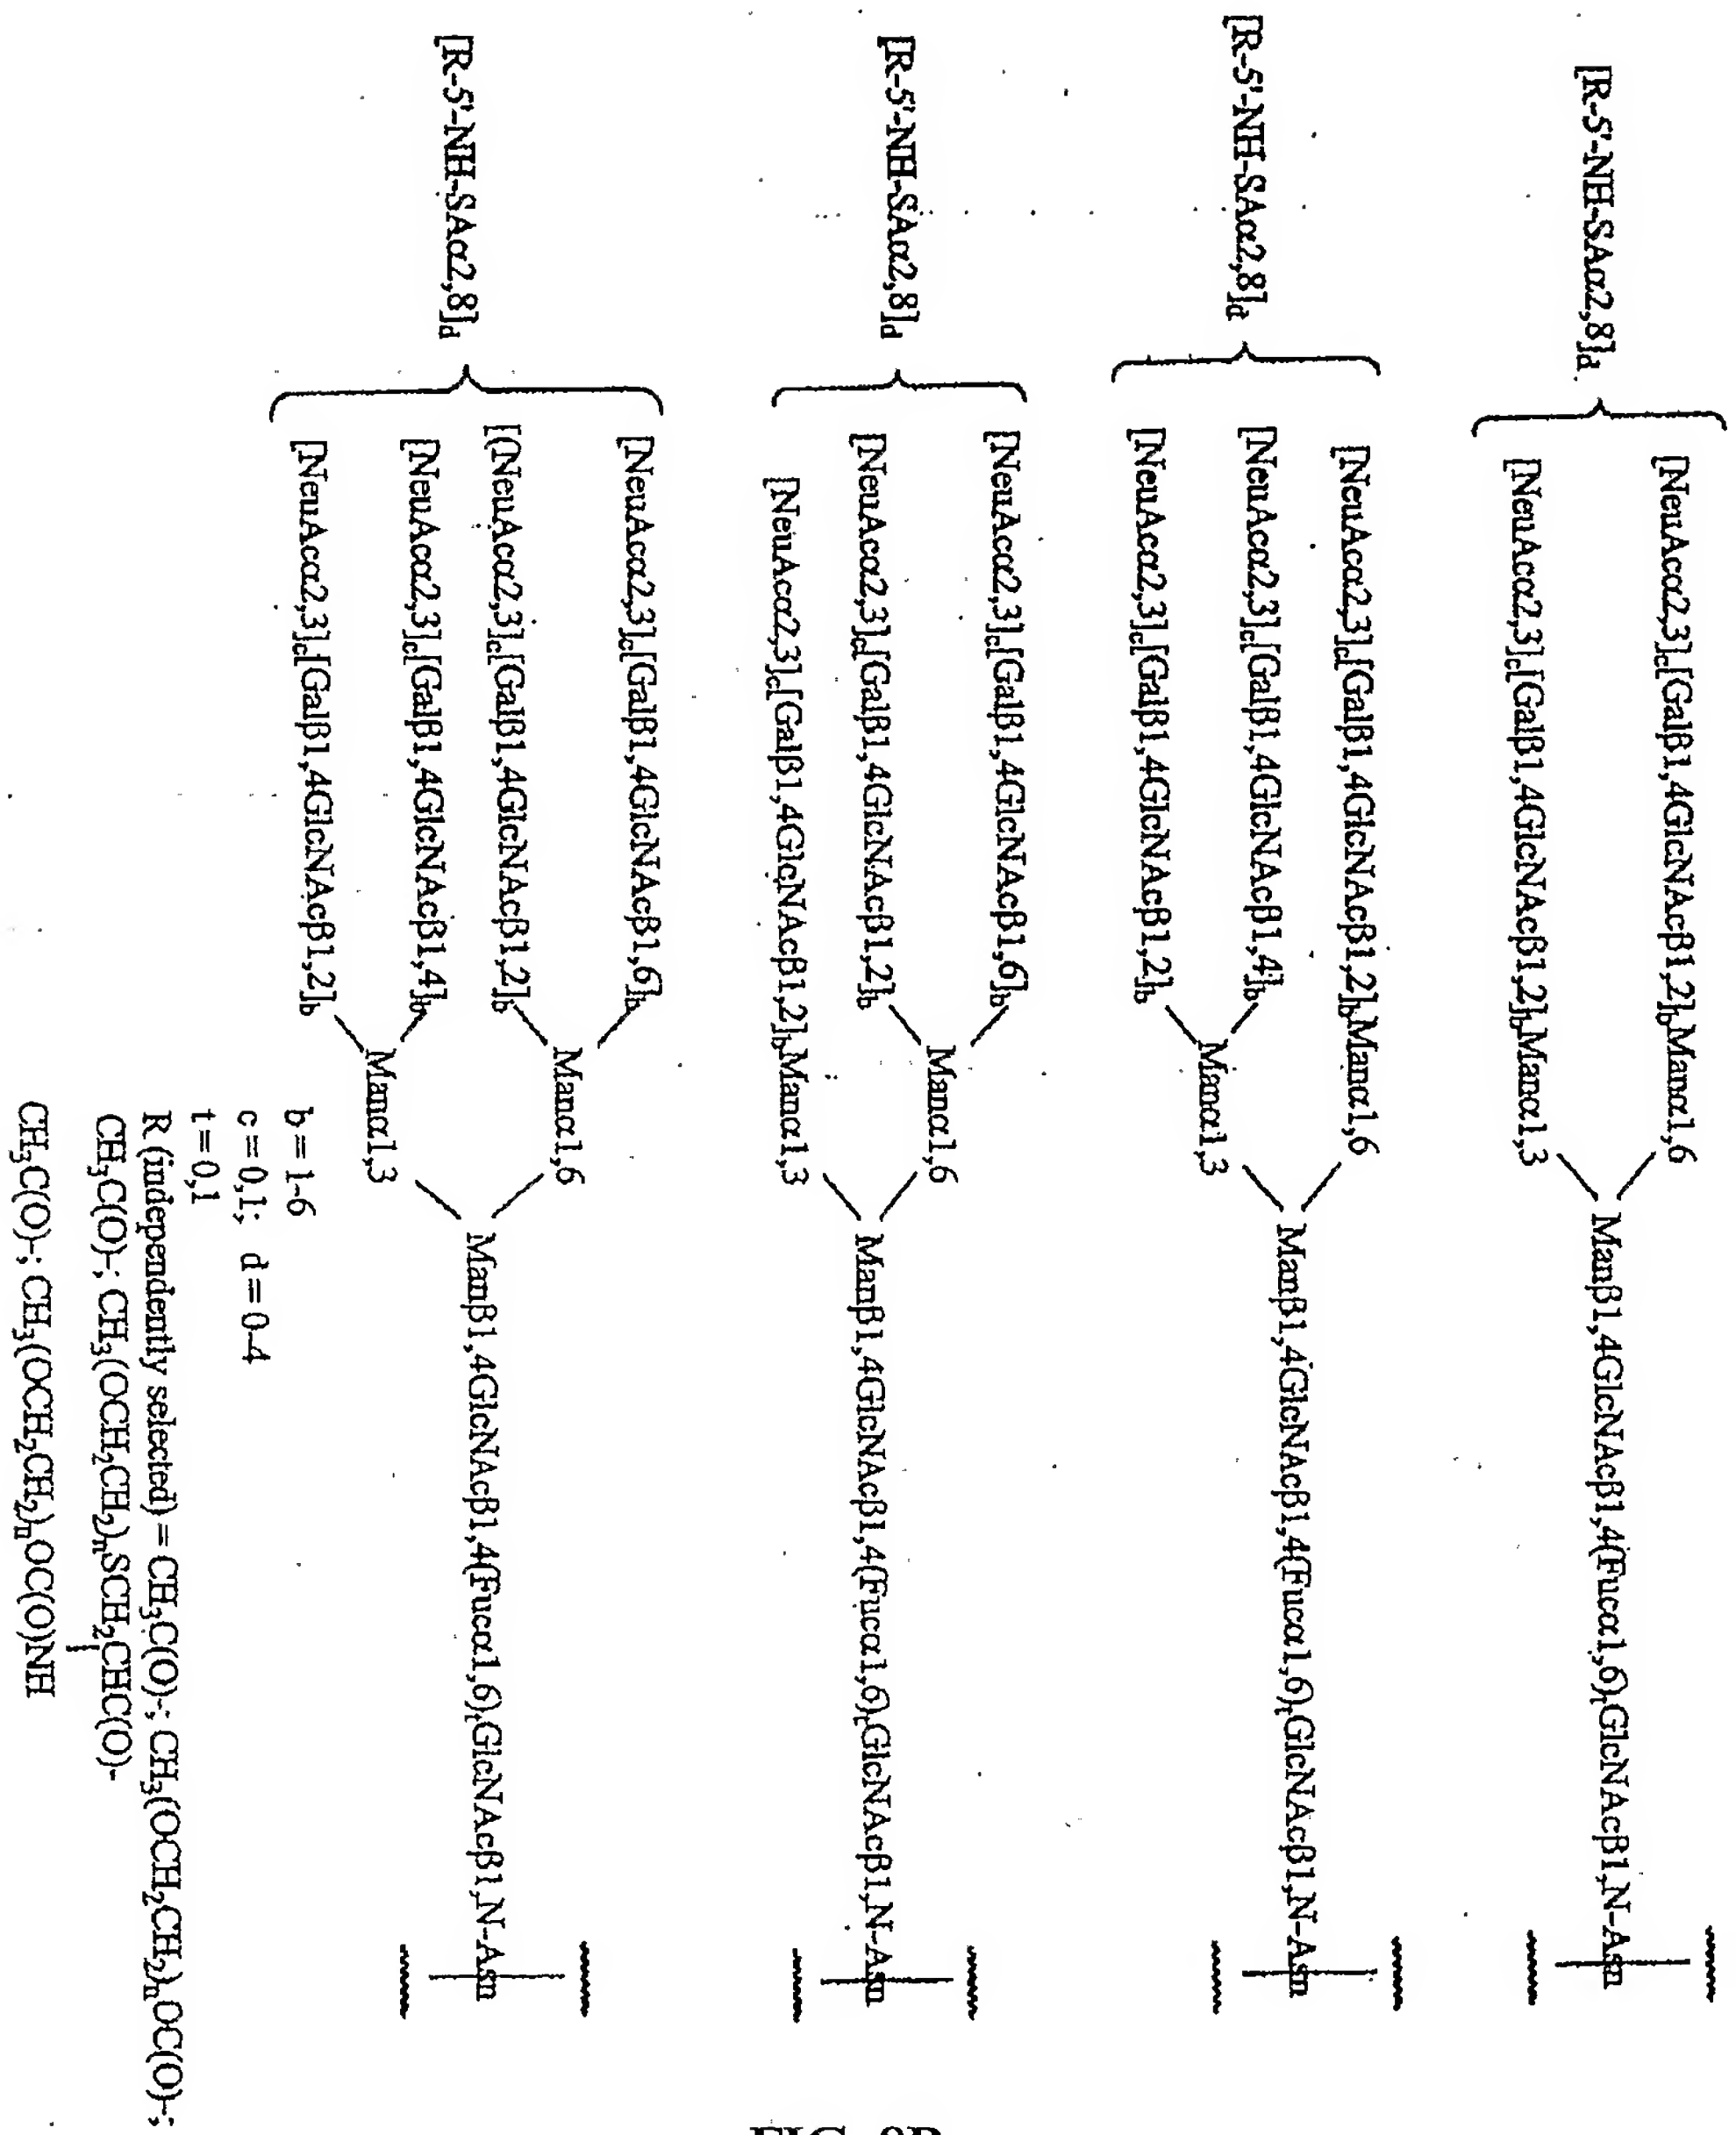 [NeuAcα2,3]c[Galβ1,4GlcNAcβ1,2]bManα1,6
[R-5'-NH-SAα2,8]d
Manβ1,4GlcNAcβ1,4(Fucα1,6)tGlcNAcβ1,N-Asn
[NeuAcα2,3]c[Galβ1,4GlcNAcβ1,2]bManα1,3
[NeuAcα2,3]c[Galβ1,4GlcNAcβ1,2]bManα1,6
[R-5'-NH-SAα2,8]d
[NeuAcα2,3]c[Galβ1,4GlcNAcβ1,4]b
Manβ1,4GlcNAcβ1,4(Fucα1,6)tGlcNAcβ1,N-Asn
Manα1,3
[NeuAcα2,3]c[Galβ1,4GlcNAcβ1,2]b
[NeuAcα2,3]c[Galβ1,4GlcNAcβ1,6]b
Manα1,6
[R-5'-NH-SAα2,8]d
[NeuAcα2,3]c[Galβ1,4GlcNAcβ1,2]b
Manβ1,4GlcNAcβ1,4(Fucα1,6)tGlcNAcβ1,N-Asn
[NeuAcα2,3]c[Galβ1,4GlcNAcβ1,2]bManα1,3
[NeuAcα2,3]c[Galβ1,4GlcNAcβ1,6]b
Manα1,6
[(NeuAcα2,3]c[Galβ1,4GlcNAcβ1,2]b
[R-5'-NH-SAα2,8]d
Manβ1,4GlcNAcβ1,4(Fucα1,6)tGlcNAcβ1,N-Asn
[NeuAcα2,3]c[Galβ1,4GlcNAcβ1,4]b
Manα1,3
[NeuAcα2,3]c[Galβ1,4GlcNAcβ1,2]b
b = 1-6
c = 0,1; d = 0-4
t = 0,1
R (independently selected) = CH3C(O)-; CH3(OCH2CH2)nOC(O)-;
CH3C(O)-; CH3(OCH2CH2)nSCH2CHC(O)-
CH3C(O)-; CH3(OCH2CH2)nOC(O)NH